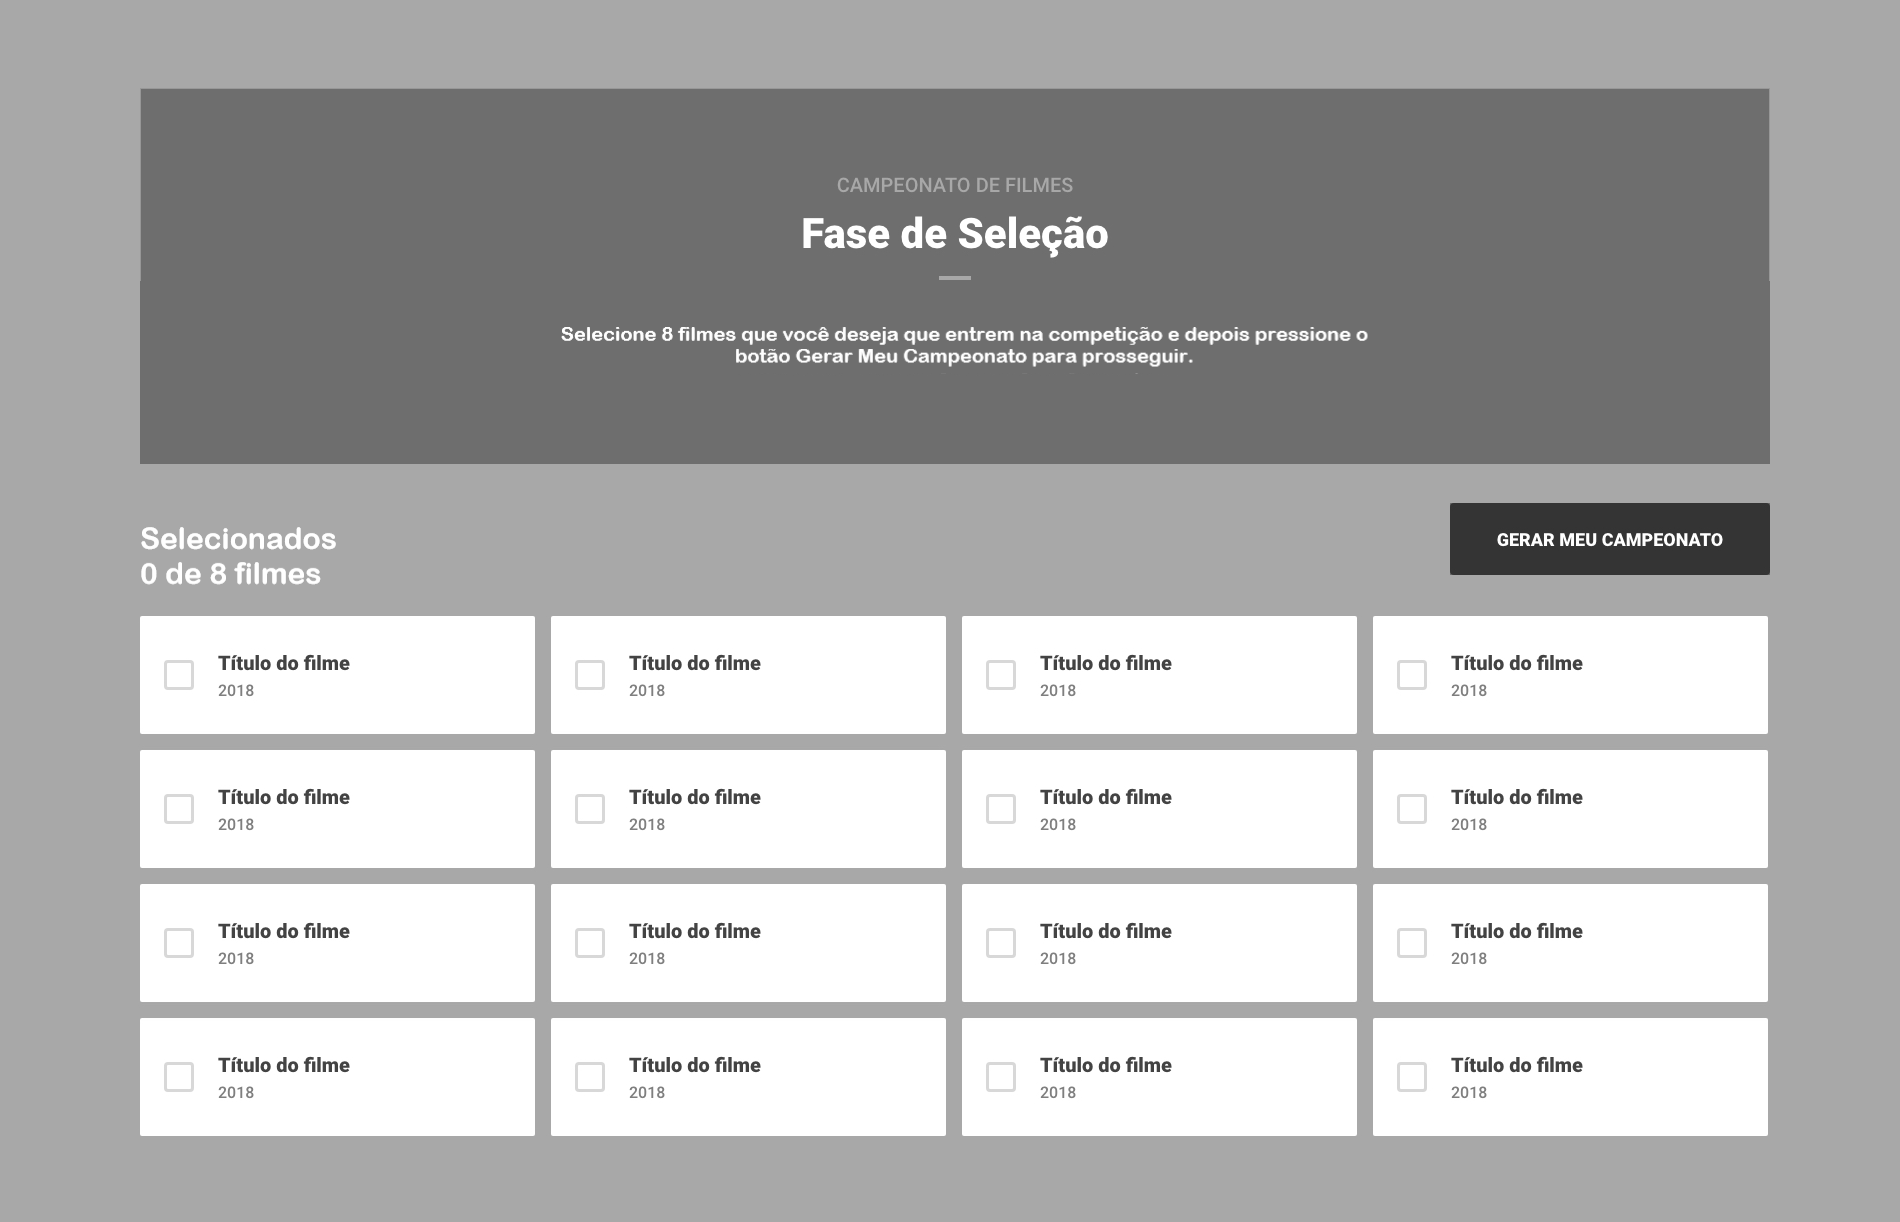 CAMPEONATO DE FILMES
Fase de Seleção
Selecione 8 filmes que você deseja que entrem na competição e depois pressione o
botão Gerar Meu Campeonato para prosseguir.
Selecionados
0 de 8 filmes
GERAR MEU CAMPEONATO
Título do filme
2018
Título do filme
2018
Título do filme
2018
Título do filme
2018
Título do filme
2018
Título do filme
2018
Título do filme
2018
Título do filme
2018
Título do filme
2018
Título do filme
2018
Título do filme
2018
Título do filme
2018
Título do filme
2018
Título do filme
2018
Título do filme
2018
Título do filme
2018